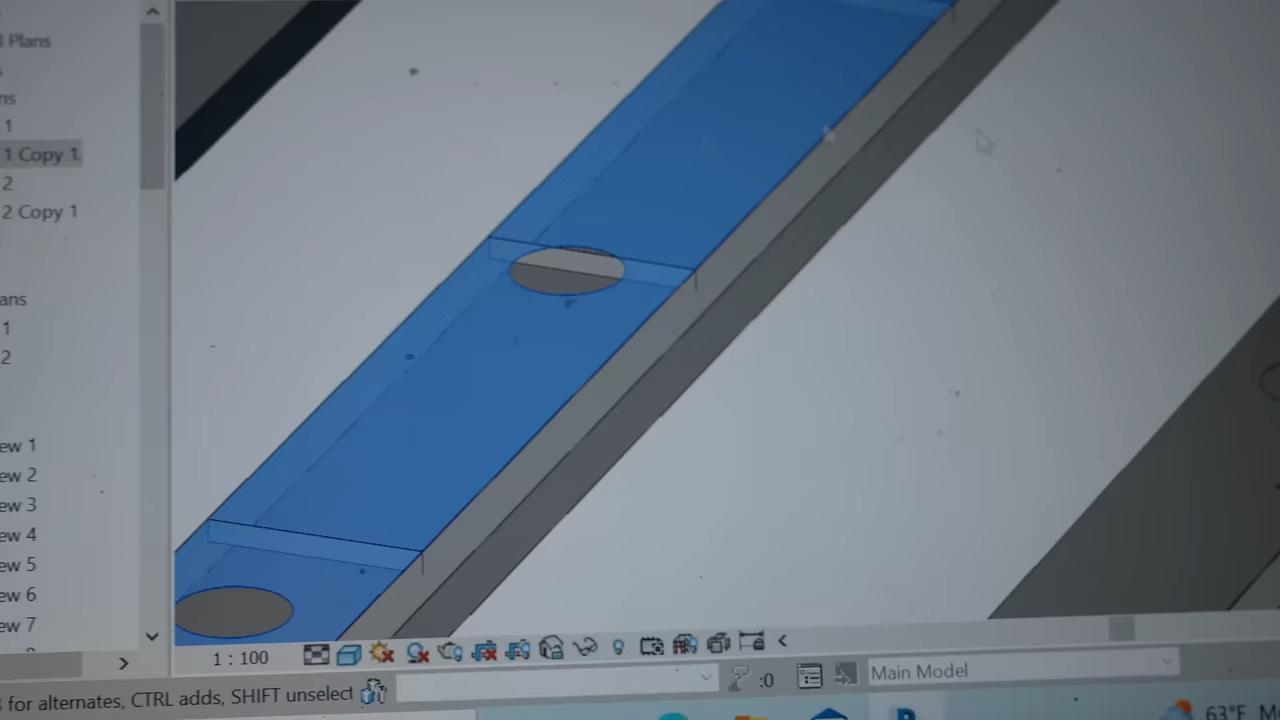 l Plans
ns
1
1 Copy 1
2
2 Copy 1
ans
1
2
ew 1
ew 2
ew 3
ew 4
ew 5
ew 6
ew 7
1 : 100
:0
Main Model
for alternates, CTRL adds, SHIFT unselect
63°F